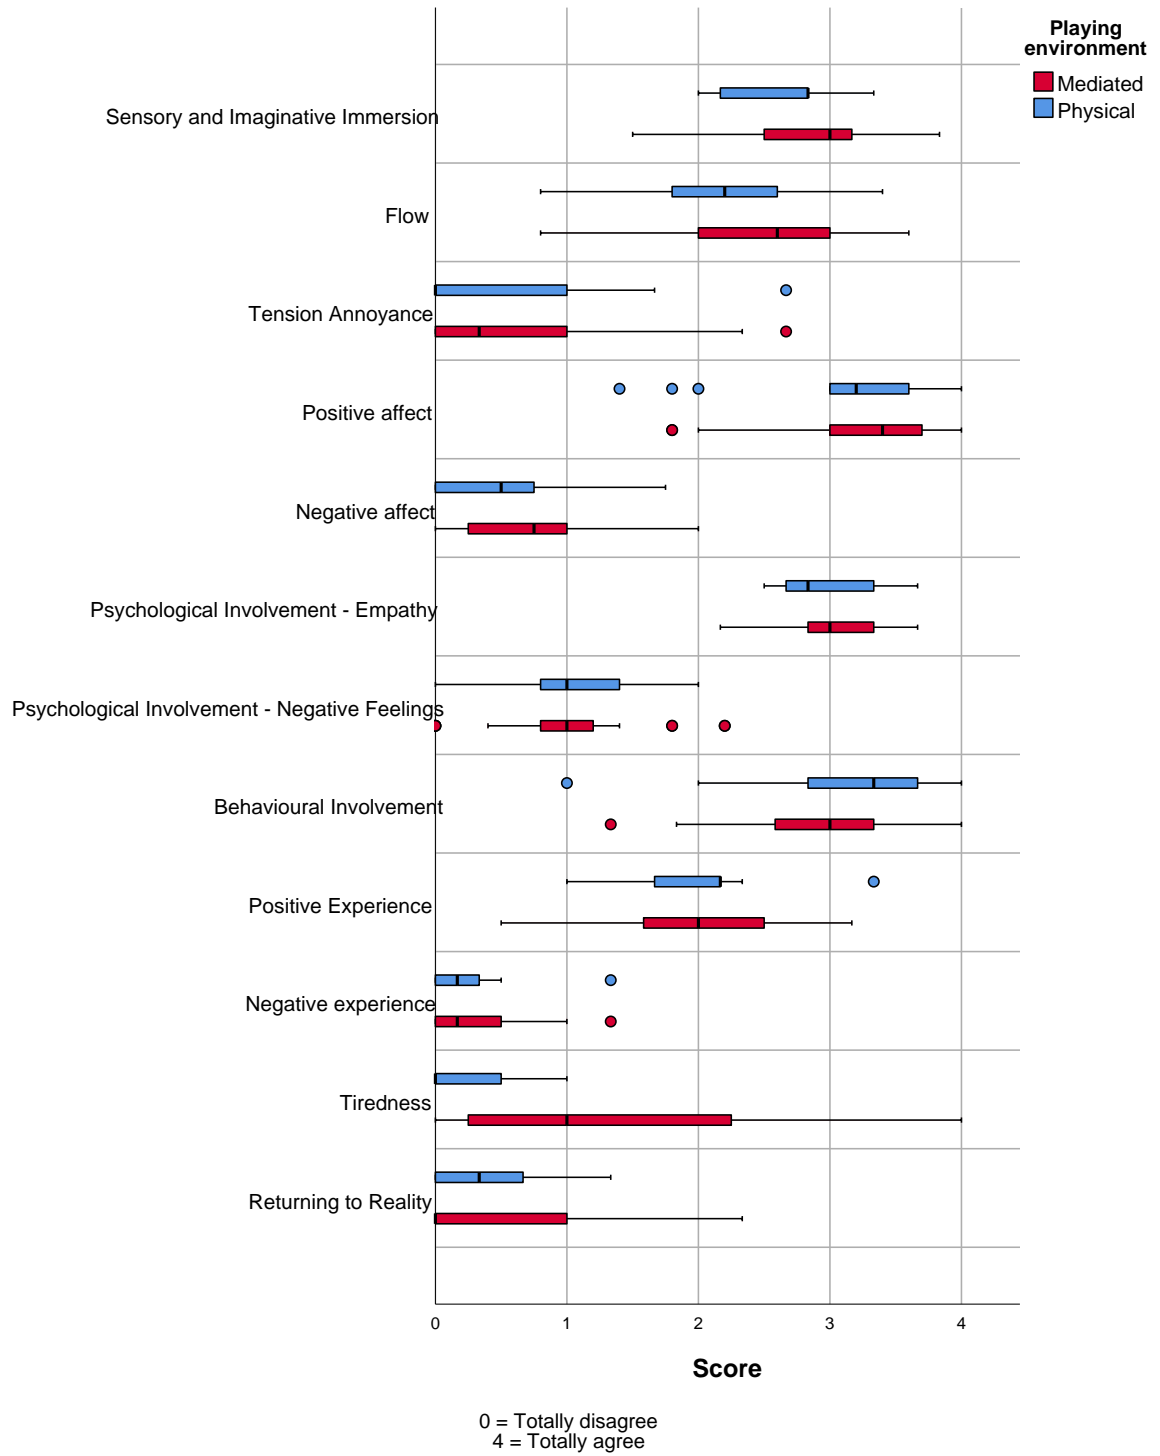 Playing
environment
Mediated
Physical
Sensory and Imaginative Immersion
Flow
Tension Annoyance
Positive affect
Negative affect
Psychological Involvement - Empathy
Psychological Involvement - Negative Feelings
Behavioural Involvement
Positive Experience
Negative experience
Tiredness
Returning to Reality
0 1 2 3 4
Score
0 = Totally disagree
4 = Totally agree